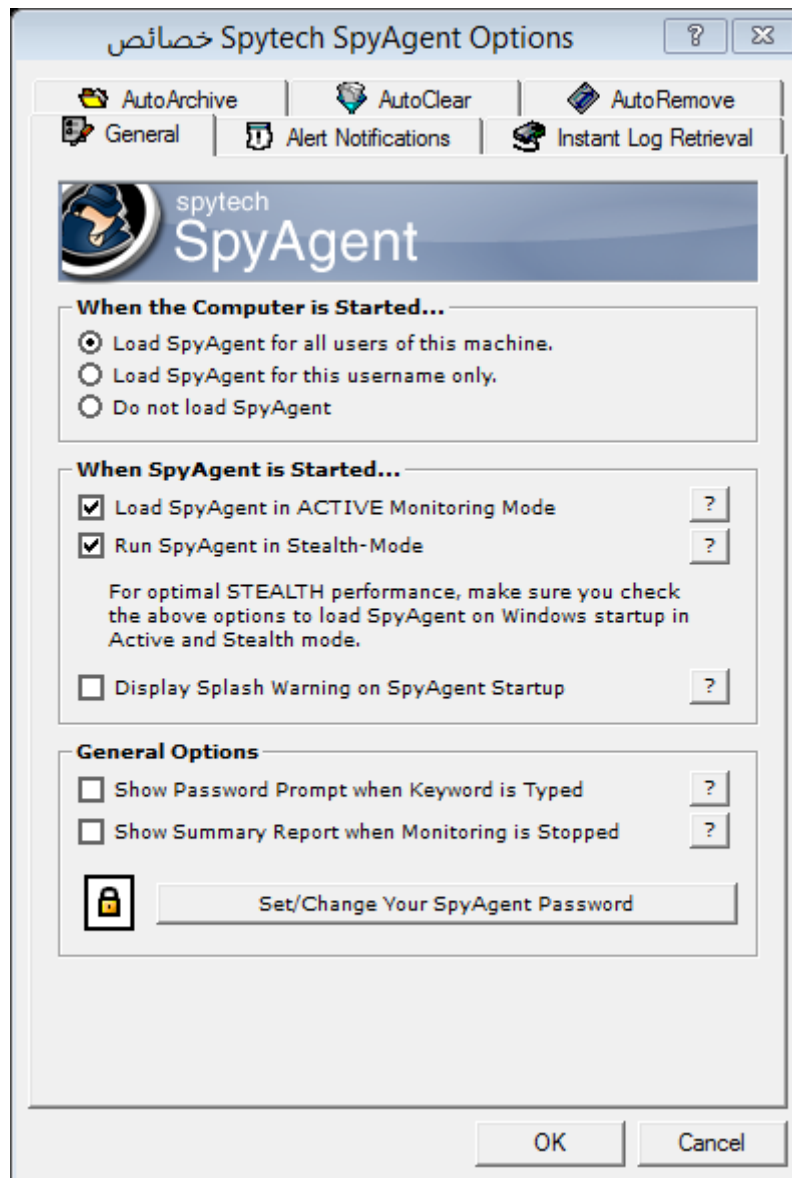 خصائص Spytech SpyAgent Options
AutoArchive
AutoClear
AutoRemove
General
Alert Notifications
Instant Log Retrieval
spytech
SpyAgent
When the Computer is Started...
Load SpyAgent for all users of this machine.
Load SpyAgent for this username only.
Do not load SpyAgent
When SpyAgent is Started...
Load SpyAgent in ACTIVE Monitoring Mode ?
Run SpyAgent in Stealth-Mode ?
For optimal STEALTH performance, make sure you check
the above options to load SpyAgent on Windows startup in
Active and Stealth mode.
Display Splash Warning on SpyAgent Startup ?
General Options
Show Password Prompt when Keyword is Typed ?
Show Summary Report when Monitoring is Stopped ?
Set/Change Your SpyAgent Password
OK
Cancel